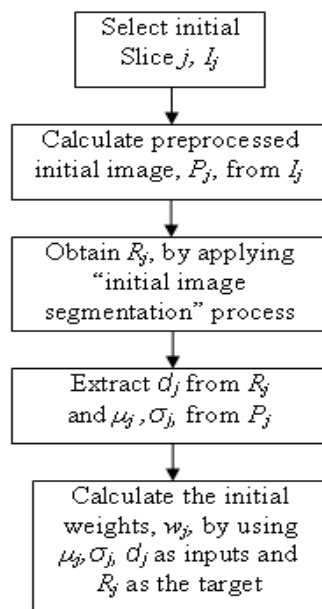 Select initial
Slice j, Ij
Calculate preprocessed
initial image, Pj, from Ij
Obtain Rj, by applying
“initial image
segmentation” process
Extract dj from Rj
and μj ,σj, from Pj
Calculate the initial
weights, wj, by using
μj,σj, dj as inputs and
Rj as the target